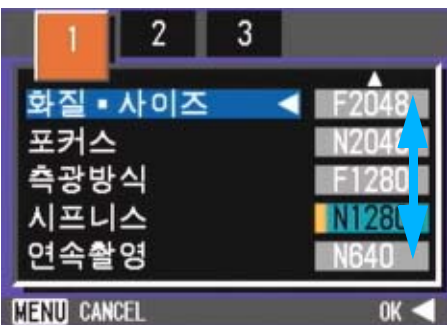 1 2 3
화질▪사이즈 ◀ F2048
포커스 N2048
측광방식 F1280
시프니스 N1280
연속촬영 N640
MENU CANCEL OK ◀